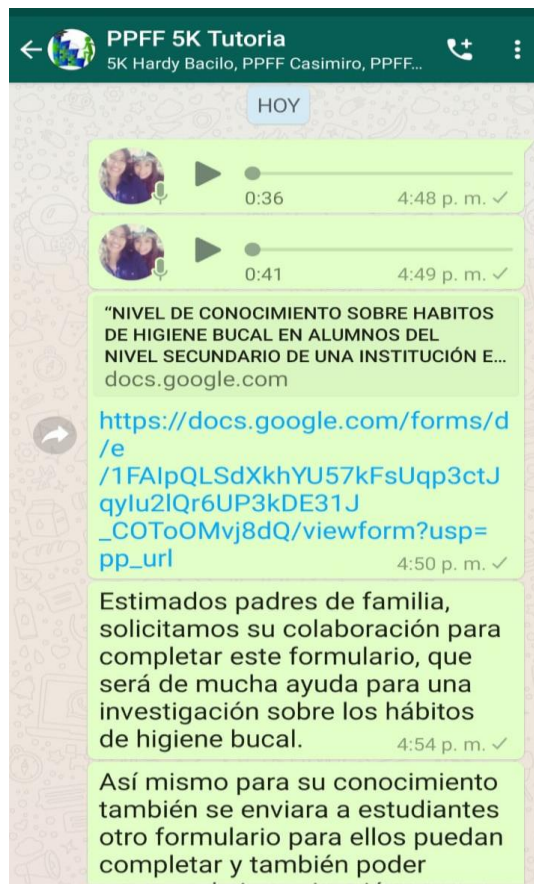 PPFF 5K Tutoria
5K Hardy Bacilo, PPFF Casimiro, PPFF...
HOY
0:36 4:48 p. m.
0:41 4:49 p. m.
“NIVEL DE CONOCIMIENTO SOBRE HABITOS
DE HIGIENE BUCAL EN ALUMNOS DEL
NIVEL SECUNDARIO DE UNA INSTITUCIÓN E...
docs.google.com
https://docs.google.com/forms/d
/e
/1FAIpQLSdXkhYU57kFsUqp3ctJ
qyIu2lQr6UP3kDE31J
_COToOMvj8dQ/viewform?usp=
pp_url 4:50 p. m.
Estimados padres de familia,
solicitamos su colaboración para
completar este formulario, que
será de mucha ayuda para una
investigación sobre los hábitos
de higiene bucal. 4:54 p. m.
Así mismo para su conocimiento
también se enviara a estudiantes
otro formulario para ellos puedan
completar y también poder